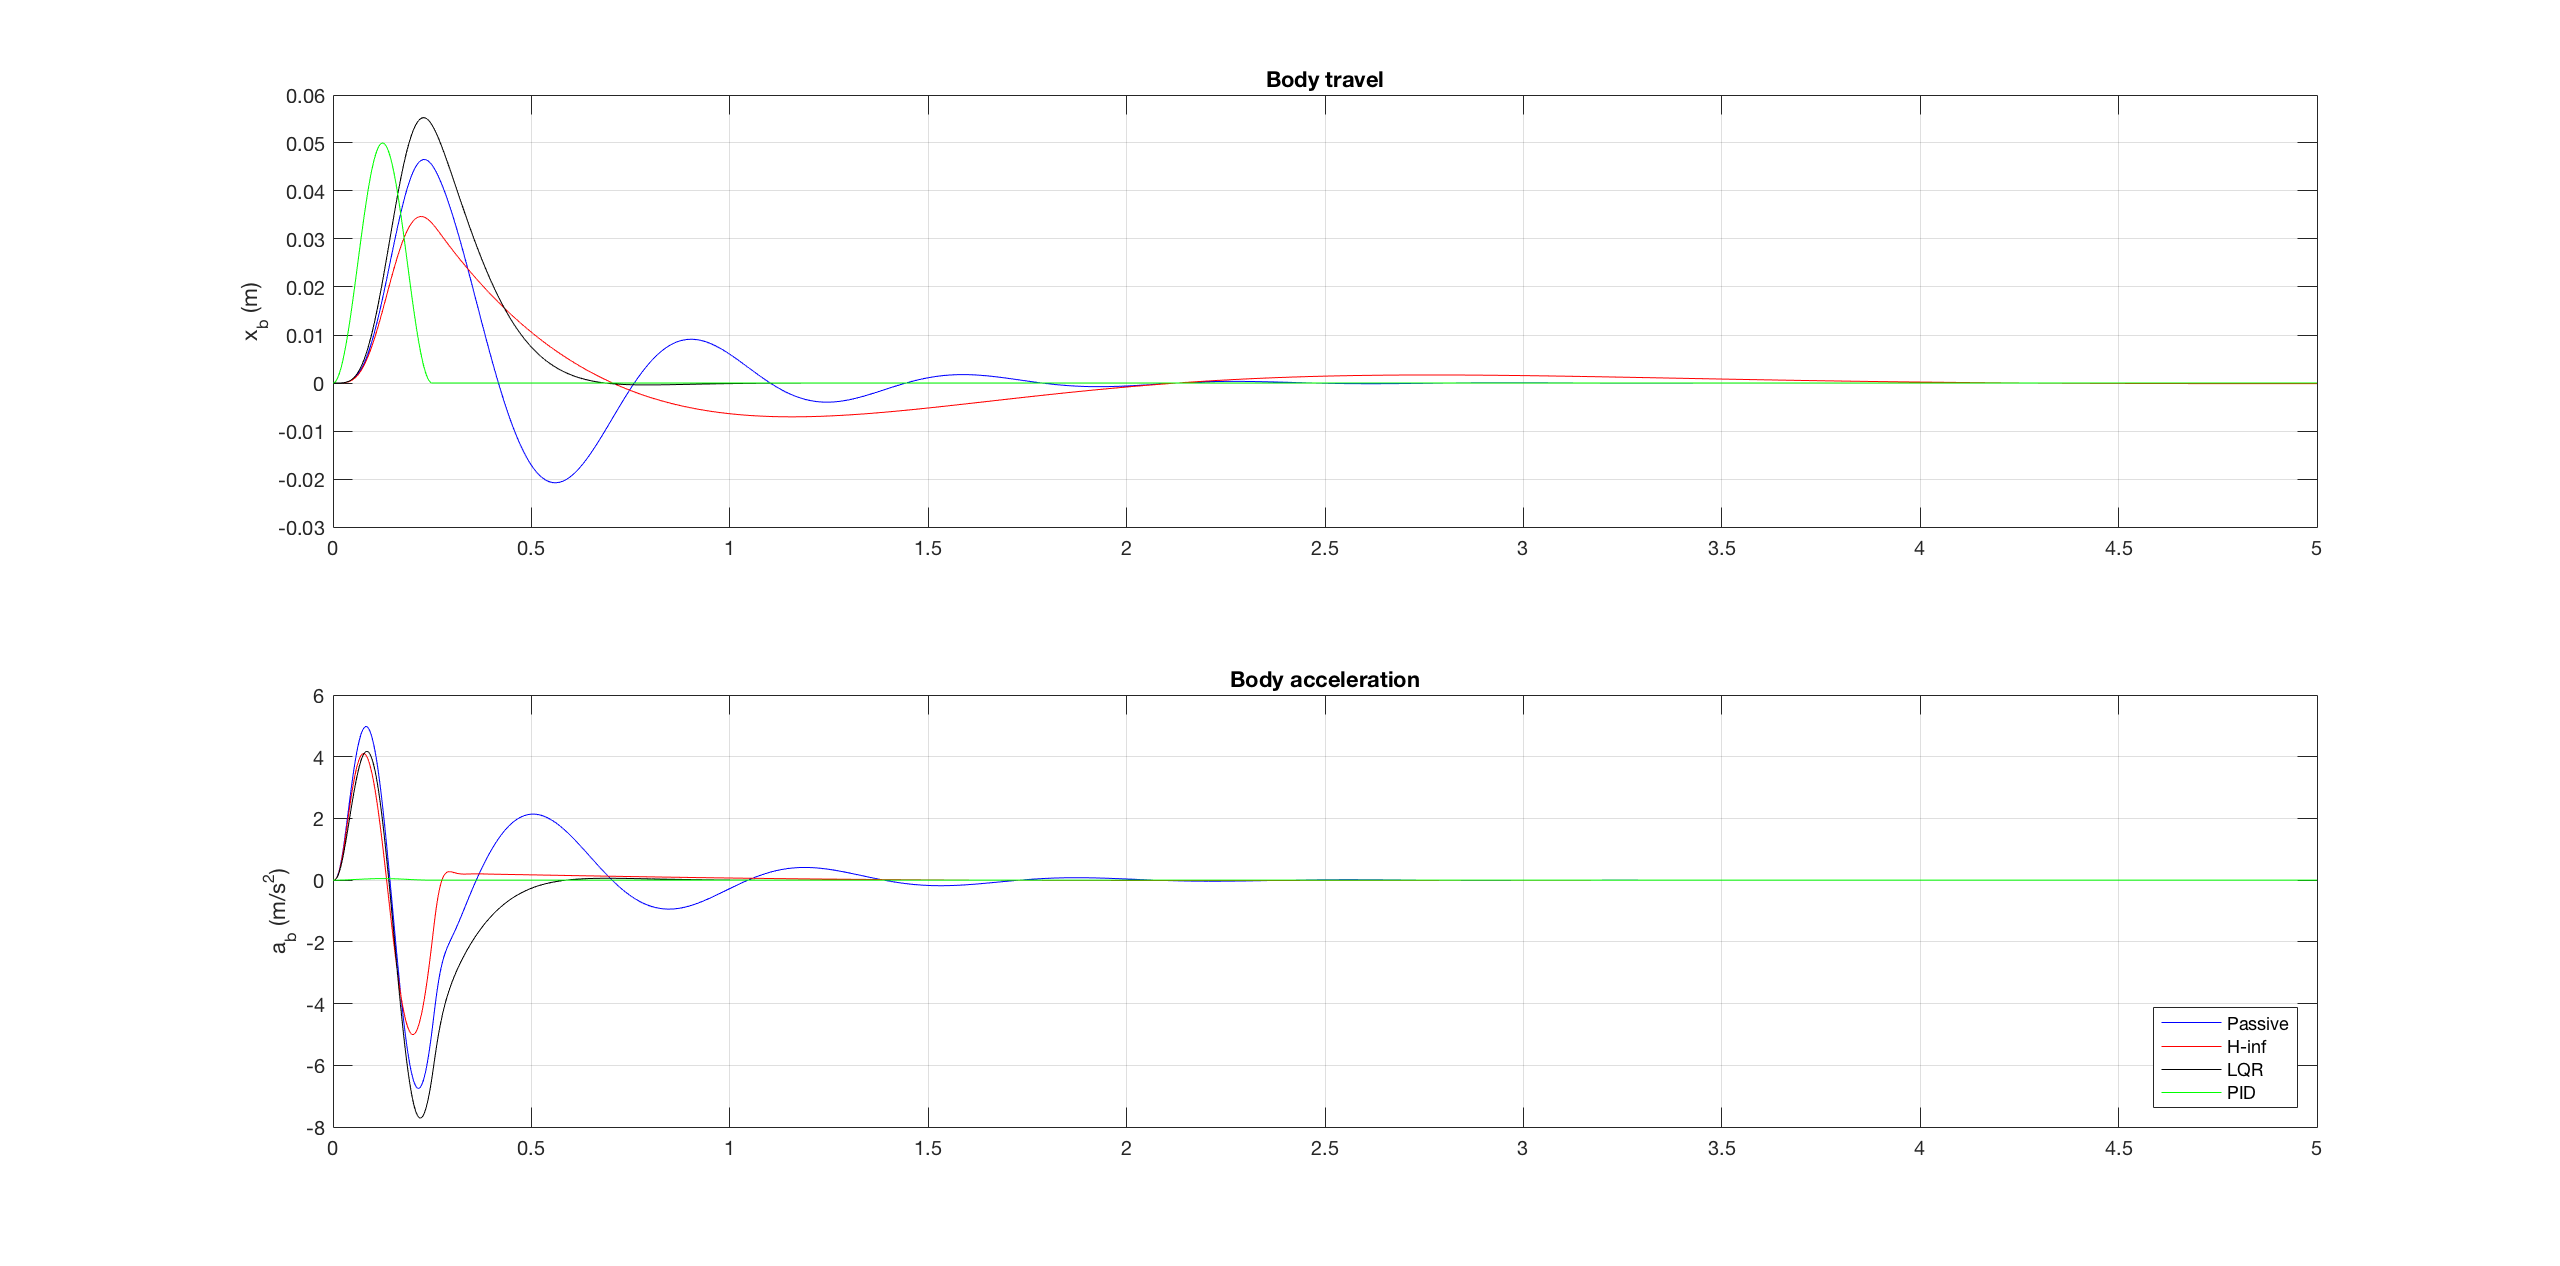 Body travel
0.06
0.05
0.04
0.03
0.02
0.01
0
-0.01
-0.02
-0.03
x_b (m)
0 0.5 1 1.5 2 2.5 3 3.5 4 4.5 5
Body acceleration
6
4
2
0
-2
-4
-6
-8
a_b (m/s^2)
Passive
H-inf
LQR
PID
0 0.5 1 1.5 2 2.5 3 3.5 4 4.5 5